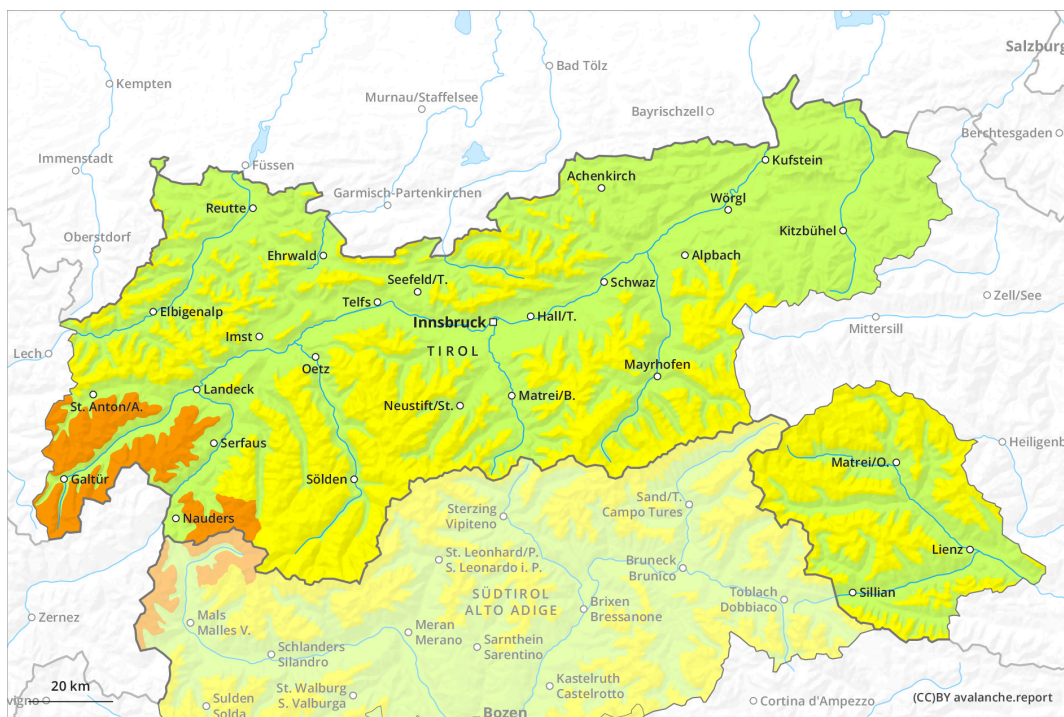 Salzburg
Kempten
Bad Tölz
Murnau/Staffelsee
Bayrischzell
Berchtesgaden
Immenstadt
Füssen
Kufstein
Achenkirch
Garmisch-Partenkirchen
Wörgl
Reutte
Oberstdorf
Kitzbühel
Ehrwald
Alpbach
Seefeld/T.
Schwaz
Zell/See
Telfs
Elbigenalp
Innsbruck
Hall/T.
Mittersill
Imst
Lech
TIROL
Oetz
Mayrhofen
Landeck
Matrei/B.
St. Anton/A.
Neustift/St.
Serfaus
Heiligenb
Matrei/O.
Galtür
Sölden
Sand/T.
Campo Tures
Sterzing
Vipiteno
Nauders
Lienz
St. Leonhard/P.
S. Leonardo i. P.
Bruneck
Brunico
Sillian
SÜDTIROL
ALTO ADIGE
Toblach
Dobbiaco
Brixen
Bressanone
Zernez
Mals
Malles V.
Meran
Merano
Schlanders
Silandro
Sarnthein
Sarentino
20 km
St. Walburg
S. Valburga
Kastelruth
Castelrotto
vigno
Sulden
Solda
Cortina d'Ampezzo
(CC)BY avalanche.report
Bozen